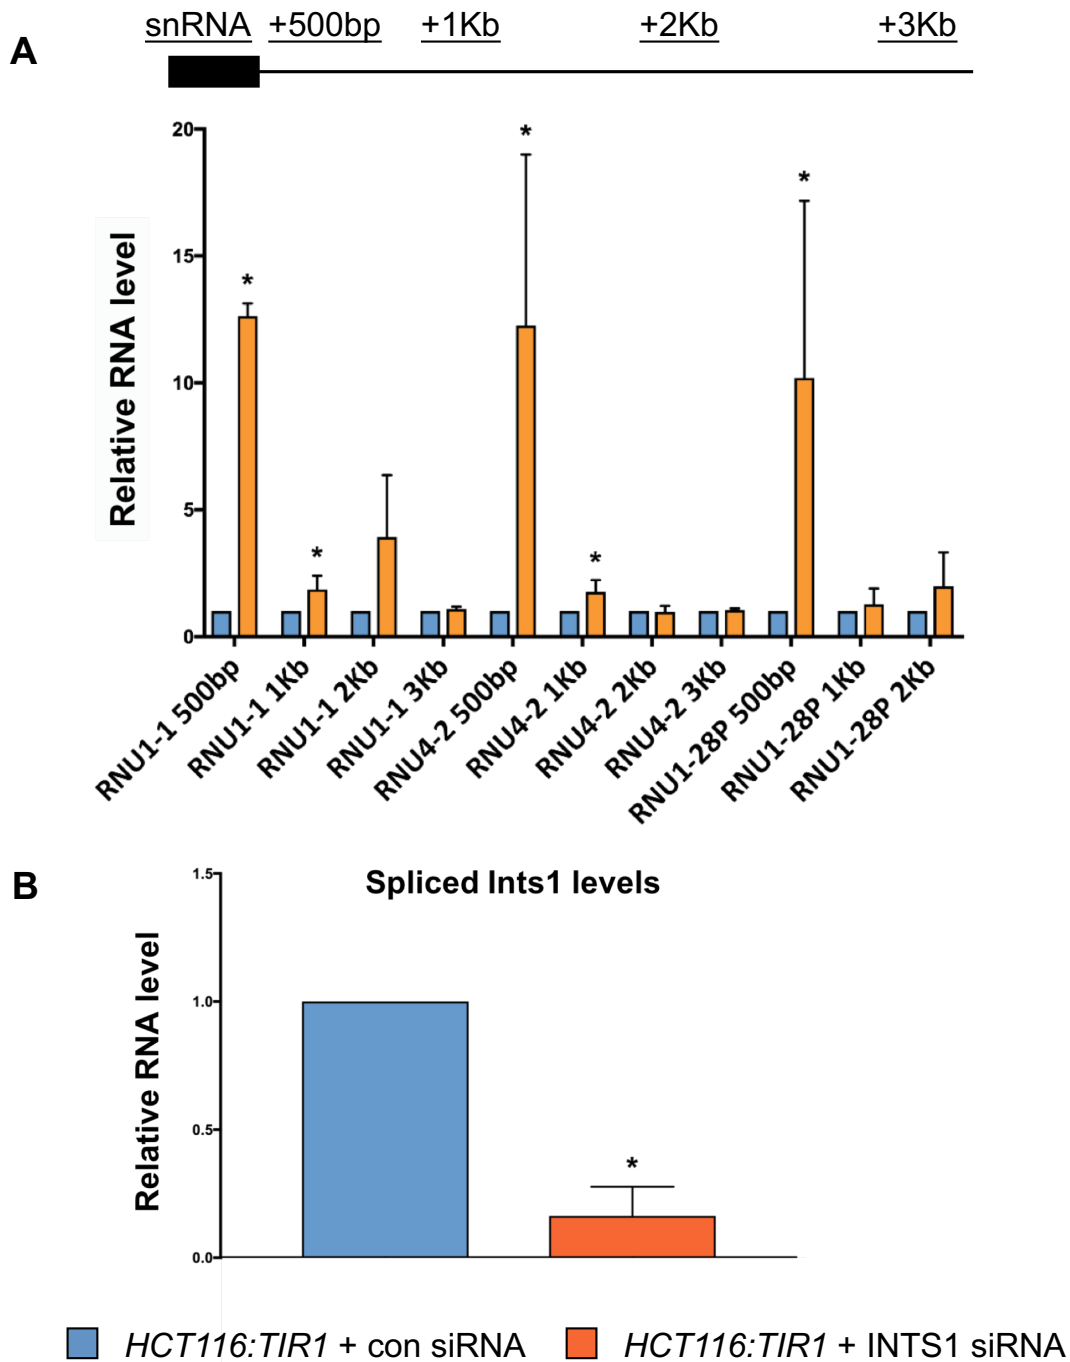 A
snRNA +500bp +1Kb +2Kb +3Kb
Relative RNA level
20
15
10
5
0
* * * * * *
RNU1-1 500bp
RNU1-1 1Kb
RNU1-1 2Kb
RNU1-1 3Kb
RNU4-2 500bp
RNU4-2 1Kb
RNU4-2 2Kb
RNU4-2 3Kb
RNU1-28P 500bp
RNU1-28P 1Kb
RNU1-28P 2Kb
B
Spliced Ints1 levels
Relative RNA level
1.5
1.0
0.5
0.0
*
HCT116:TIR1 + con siRNA
HCT116:TIR1 + INTS1 siRNA